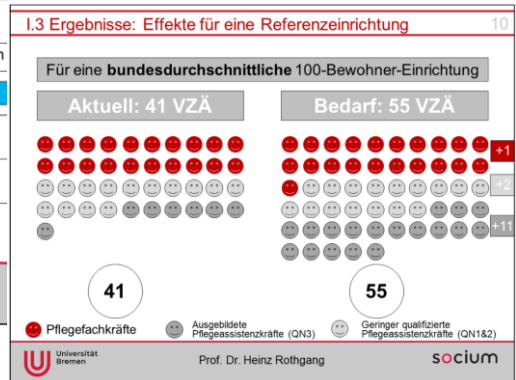 I.3 Ergebnisse: Effekte für eine Referenzeinrichtung
10
Für eine bundesdurchschnittliche 100-Bewohner-Einrichtung
Aktuell: 41 VZÄ
Bedarf: 55 VZÄ
+1
+2
+11
41
55
Pflegefachkräfte
Ausgebildete
Pflegeassistenzkräfte (QN3)
Geringer qualifizierte
Pflegeassistenzkräfte (QN1&2)
Universität
Bremen
Prof. Dr. Heinz Rothgang
socium